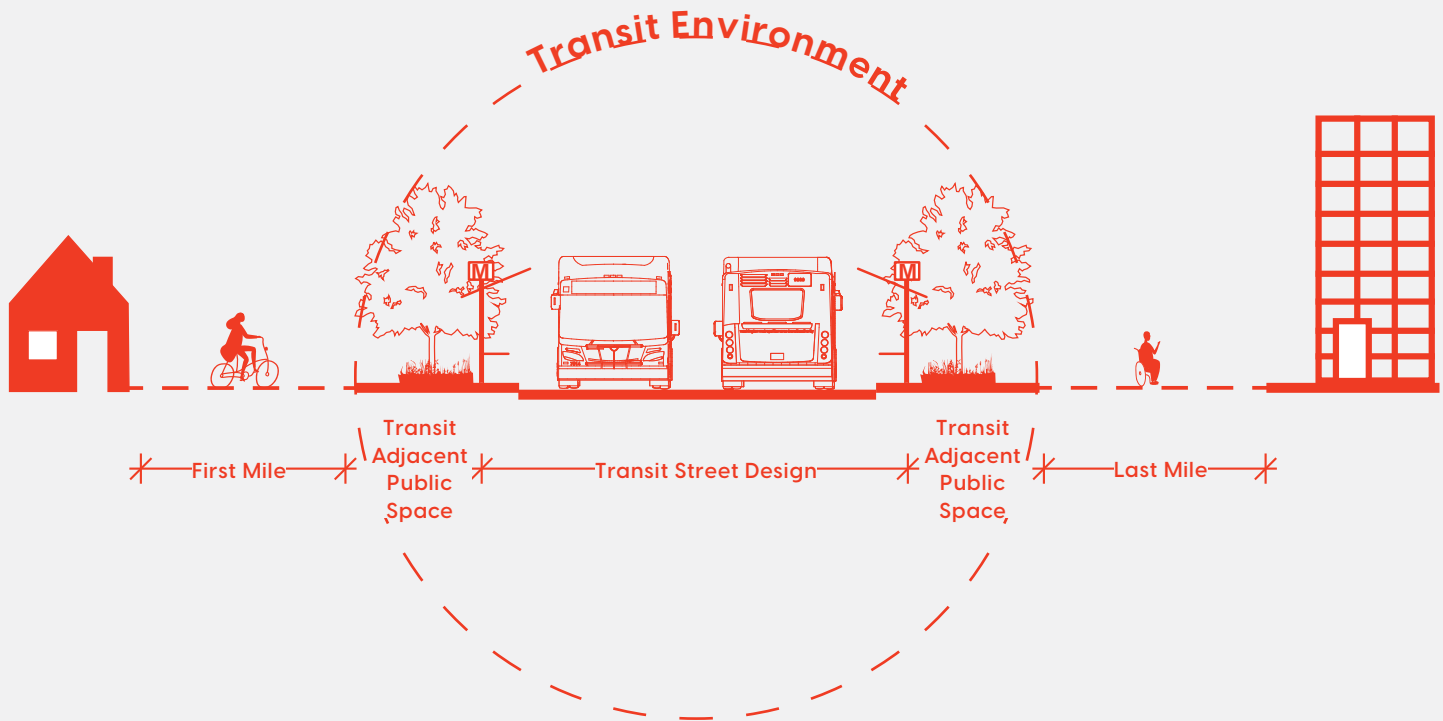 Transit Environment
M
M
First Mile
Transit
Adjacent
Public
Space
Transit Street Design
Transit
Adjacent
Public
Space
Last Mile